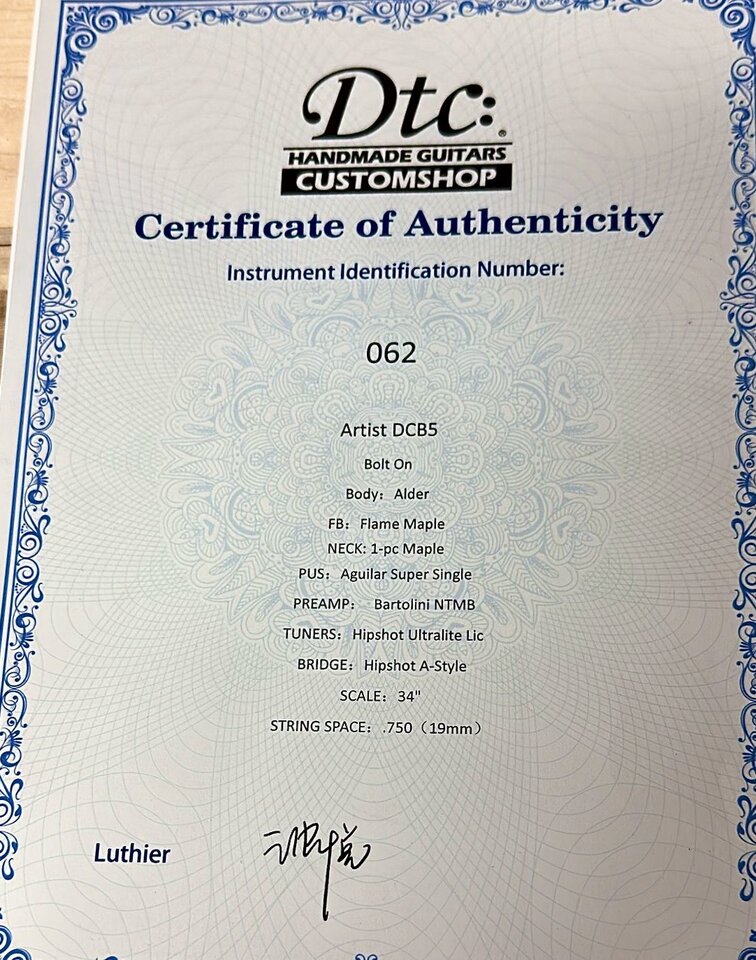 Dtc:®
HANDMADE GUITARS
CUSTOMSHOP
Certificate of Authenticity
Instrument Identification Number:
062
Artist DCB5
Bolt On
Body：Alder
FB：Flame Maple
NECK: 1-pc Maple
PUS：Aguilar Super Single
PREAMP： Bartolini NTMB
TUNERS：Hipshot Ultralite Lic
BRIDGE：Hipshot A-Style
SCALE：34"
STRING SPACE：.750（19mm）
Luthier